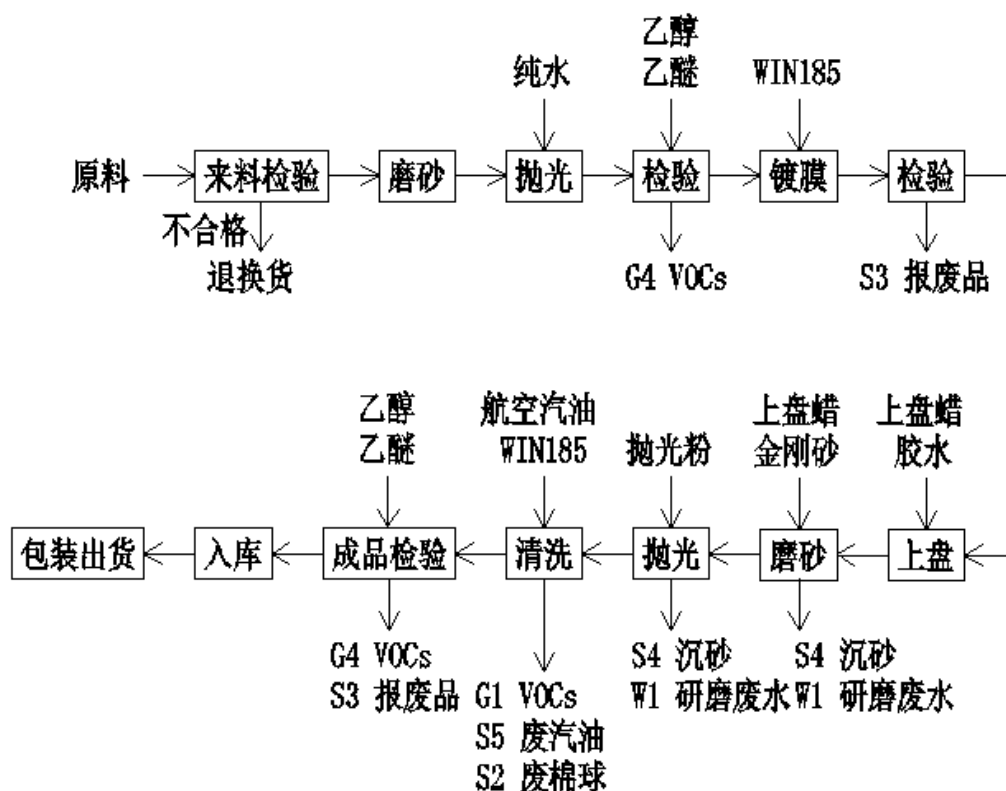 乙醇
纯水 乙醚 WIN185
原料 来料检验 磨砂 抛光 检验 镀膜 检验
不合格
退换货 G4 VOCs S3 报废品
乙醇 航空汽油 上盘蜡 上盘蜡
乙醚 WIN185 抛光粉 金刚砂 胶水
包装出货 入库 成品检验 清洗 抛光 磨砂 上盘
G4 VOCs S4 沉砂 S4 沉砂
S3 报废品 G1 VOCs W1 研磨废水 W1 研磨废水
S5 废汽油
S2 废棉球